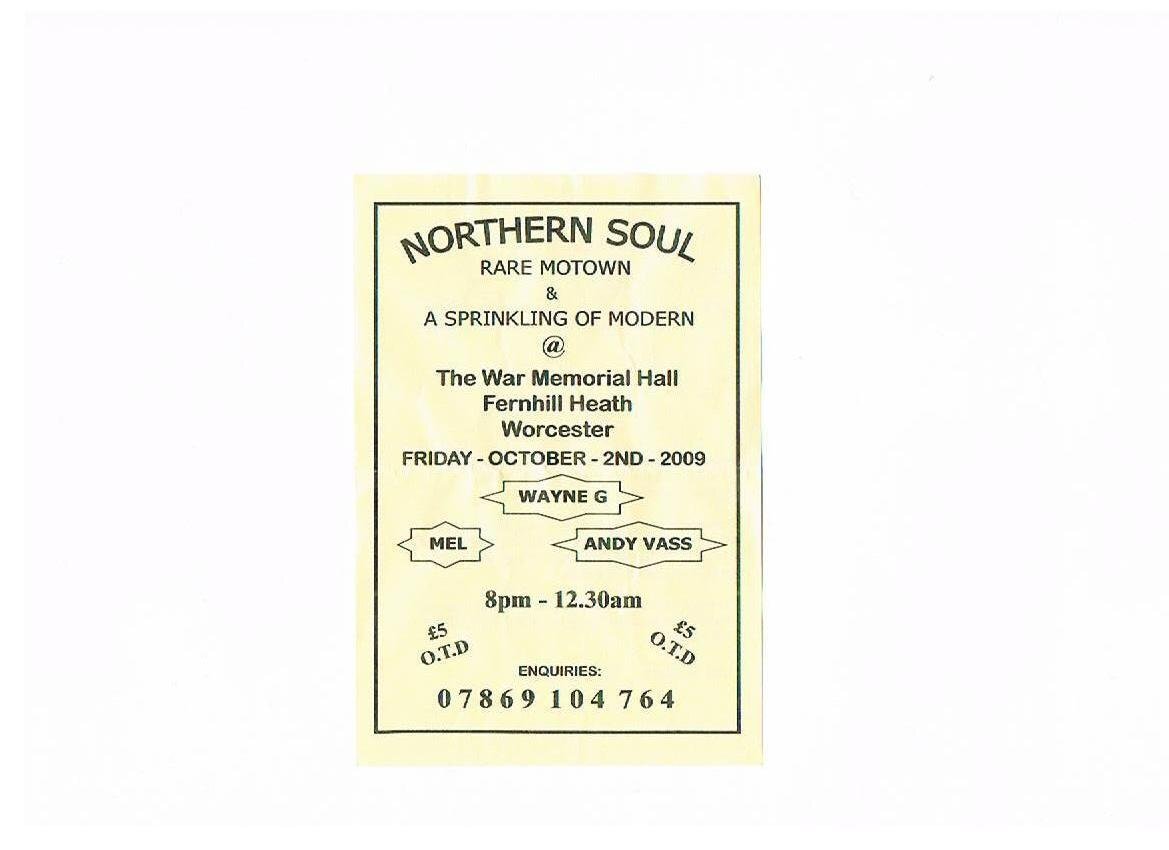 NORTHERN SOUL
RARE MOTOWN
&
A SPRINKLING OF MODERN
@
The War Memorial Hall
Fernhill Heath
Worcester
FRIDAY - OCTOBER - 2ND - 2009
WAYNE G
MEL
ANDY VASS
8pm - 12.30am
£5
O.T.D
£5
O.T.D
ENQUIRIES:
07869 104 764